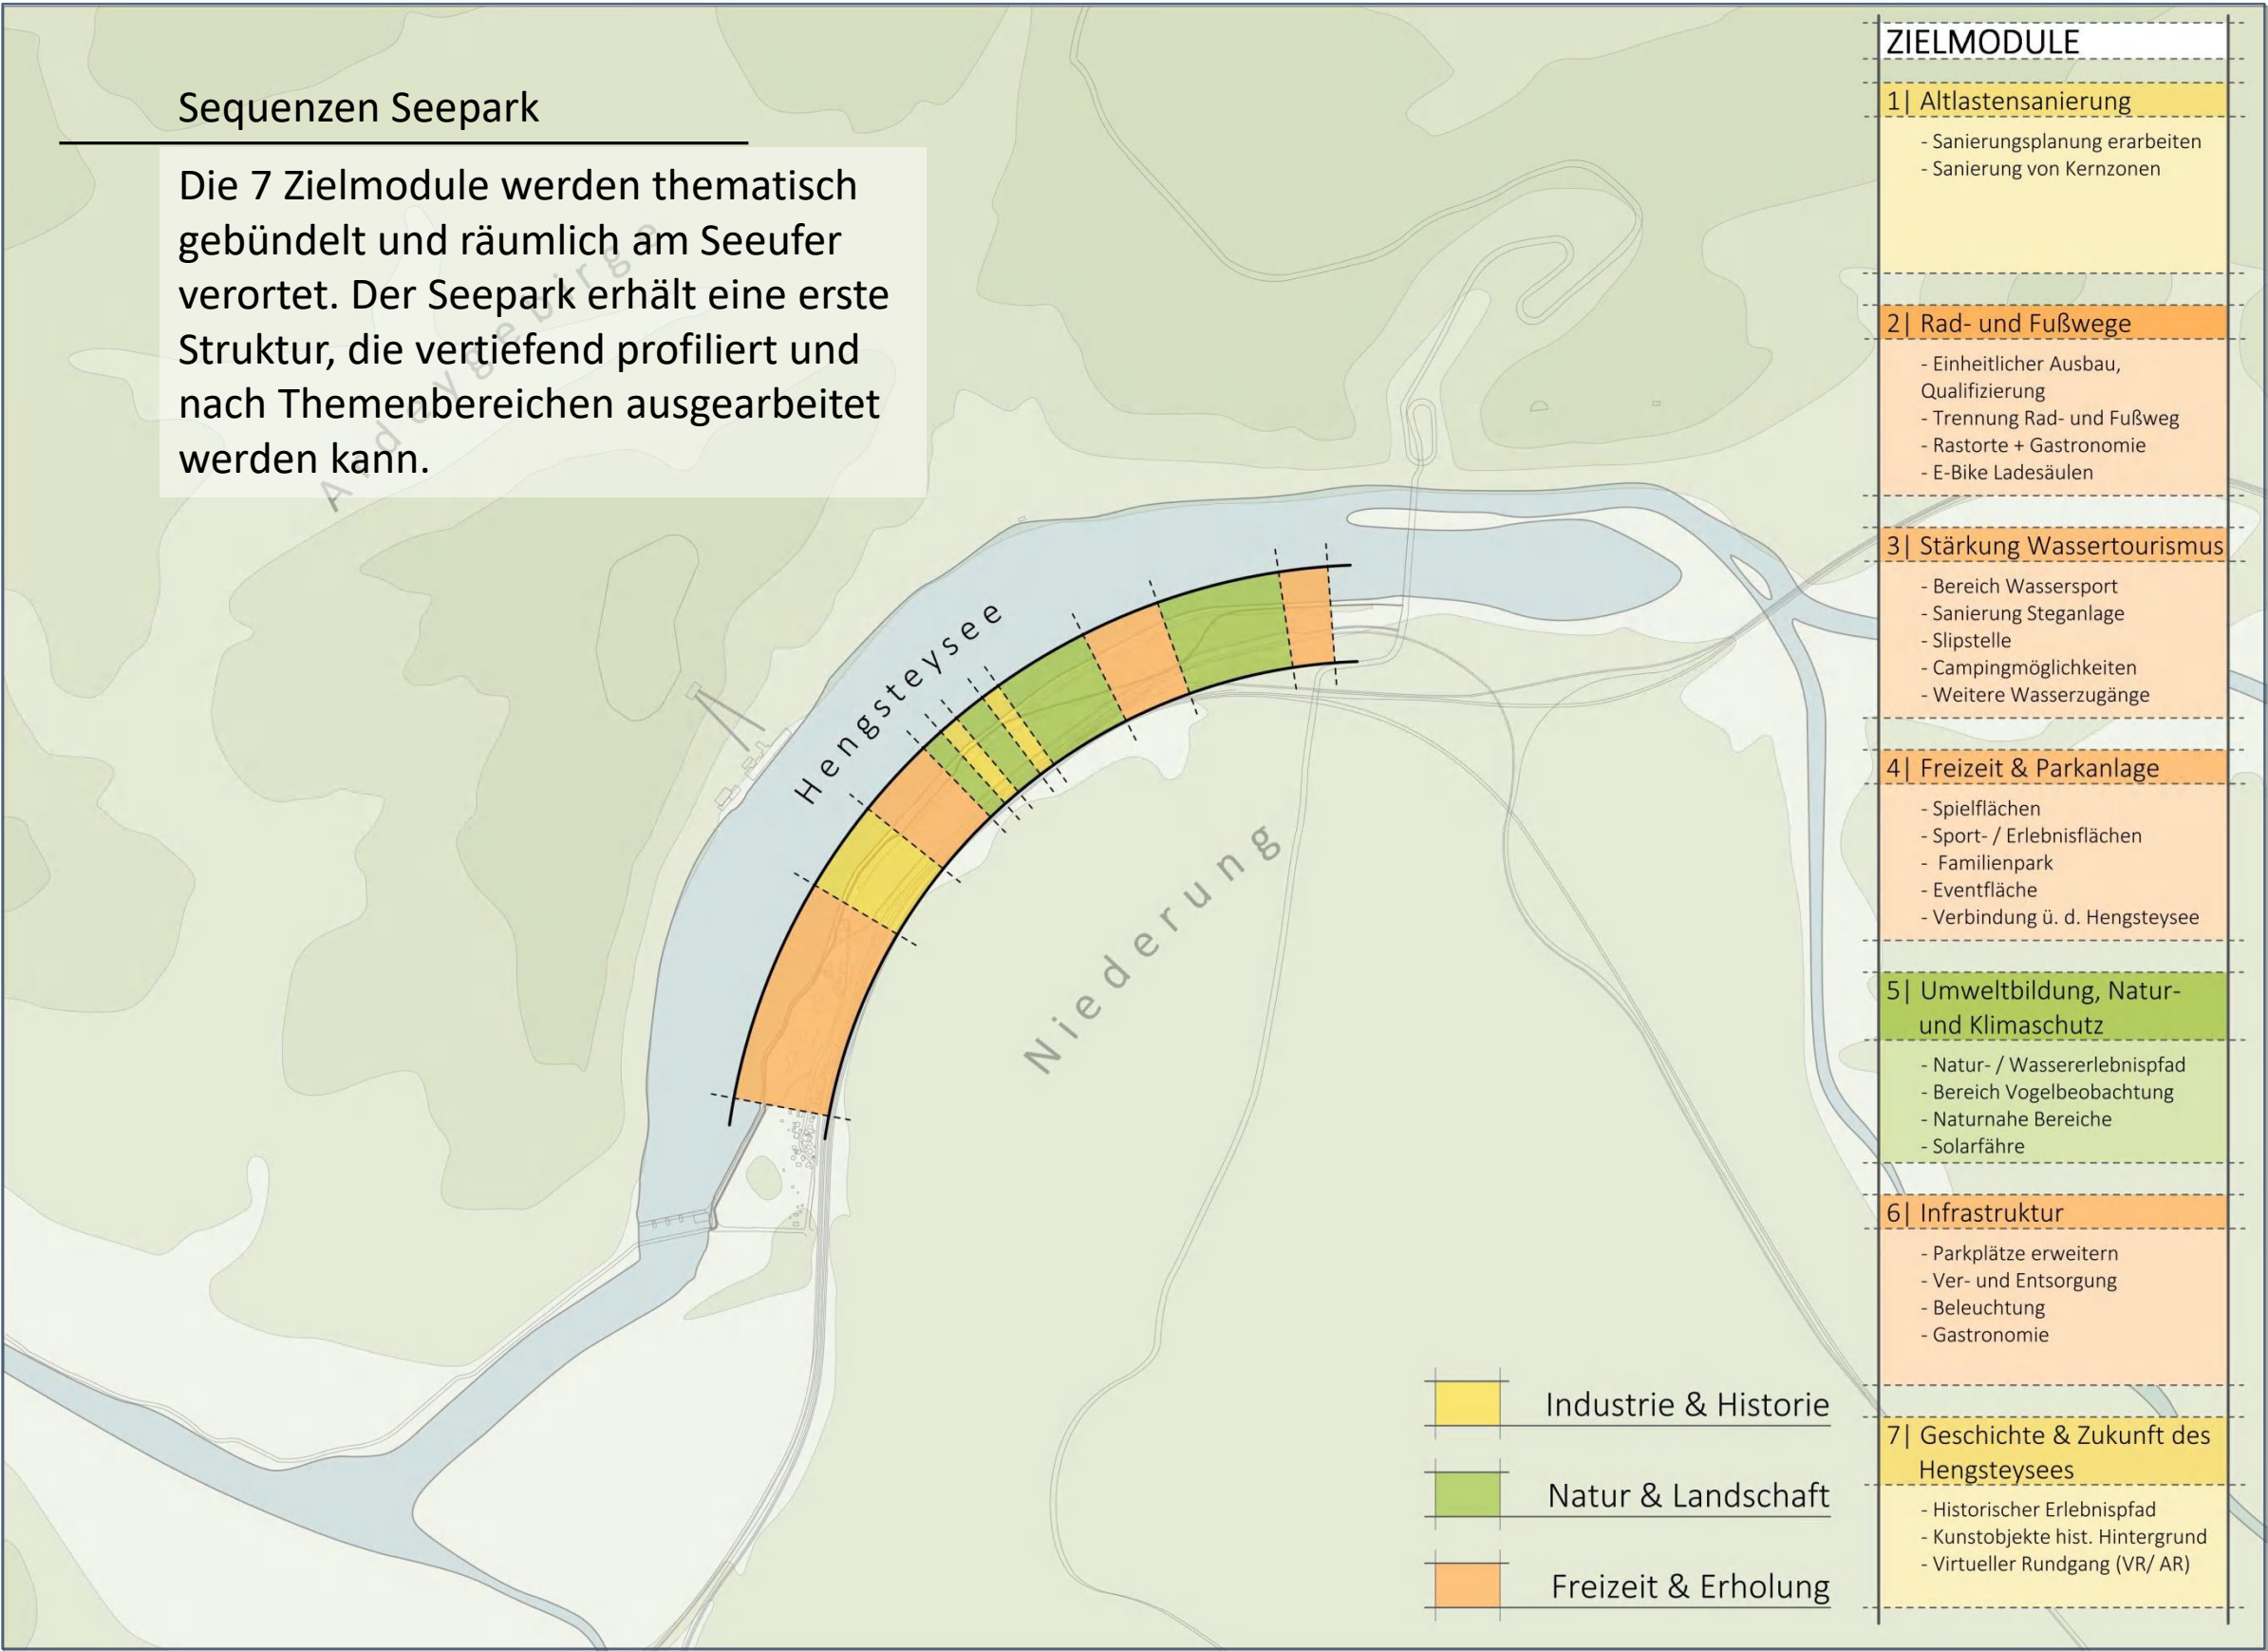 Sequenzen Seepark
Die 7 Zielmodule werden thematisch
gebündelt und räumlich am Seeufer
verortet. Der Seepark erhält eine erste
Struktur, die vertiefend profiliert und
nach Themenbereichen ausgearbeitet
werden kann.
Ardeygebirge
Hengsteysee
Niederung
Industrie & Historie
Natur & Landschaft
Freizeit & Erholung
ZIELMODULE
1| Altlastensanierung
- Sanierungsplanung erarbeiten
- Sanierung von Kernzonen
2| Rad- und Fußwege
- Einheitlicher Ausbau,
Qualifizierung
- Trennung Rad- und Fußweg
- Rastorte + Gastronomie
- E-Bike Ladesäulen
3| Stärkung Wassertourismus
- Bereich Wassersport
- Sanierung Steganlage
- Slipstelle
- Campingmöglichkeiten
- Weitere Wasserzugänge
4| Freizeit & Parkanlage
- Spielflächen
- Sport- / Erlebnisflächen
- Familienpark
- Eventfläche
- Verbindung ü. d. Hengsteysee
5| Umweltbildung, Natur-
und Klimaschutz
- Natur- / Wassererlebnispfad
- Bereich Vogelbeobachtung
- Naturnahe Bereiche
- Solarfähre
6| Infrastruktur
- Parkplätze erweitern
- Ver- und Entsorgung
- Beleuchtung
- Gastronomie
7| Geschichte & Zukunft des
Hengsteysees
- Historischer Erlebnispfad
- Kunstobjekte hist. Hintergrund
- Virtueller Rundgang (VR/ AR)